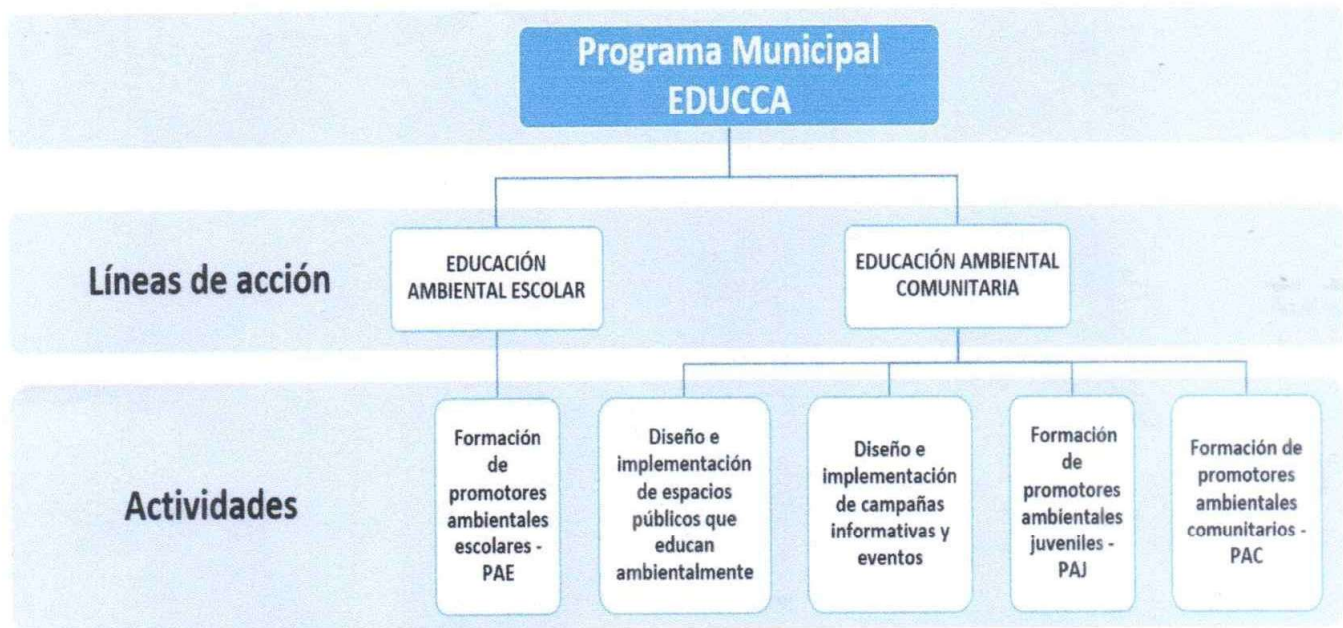 Programa Municipal
EDUCCA
Líneas de acción
EDUCACIÓN
AMBIENTAL ESCOLAR
EDUCACIÓN AMBIENTAL
COMUNITARIA
Actividades
Formación
de
promotores
ambientales
escolares -
PAE
Diseño e
implementación
de espacios
públicos que
educan
ambientalmente
Diseño e
implementación
de campañas
informativas y
eventos
Formación
de
promotores
ambientales
juveniles -
PAJ
Formación de
promotores
ambientales
comunitarios -
PAC